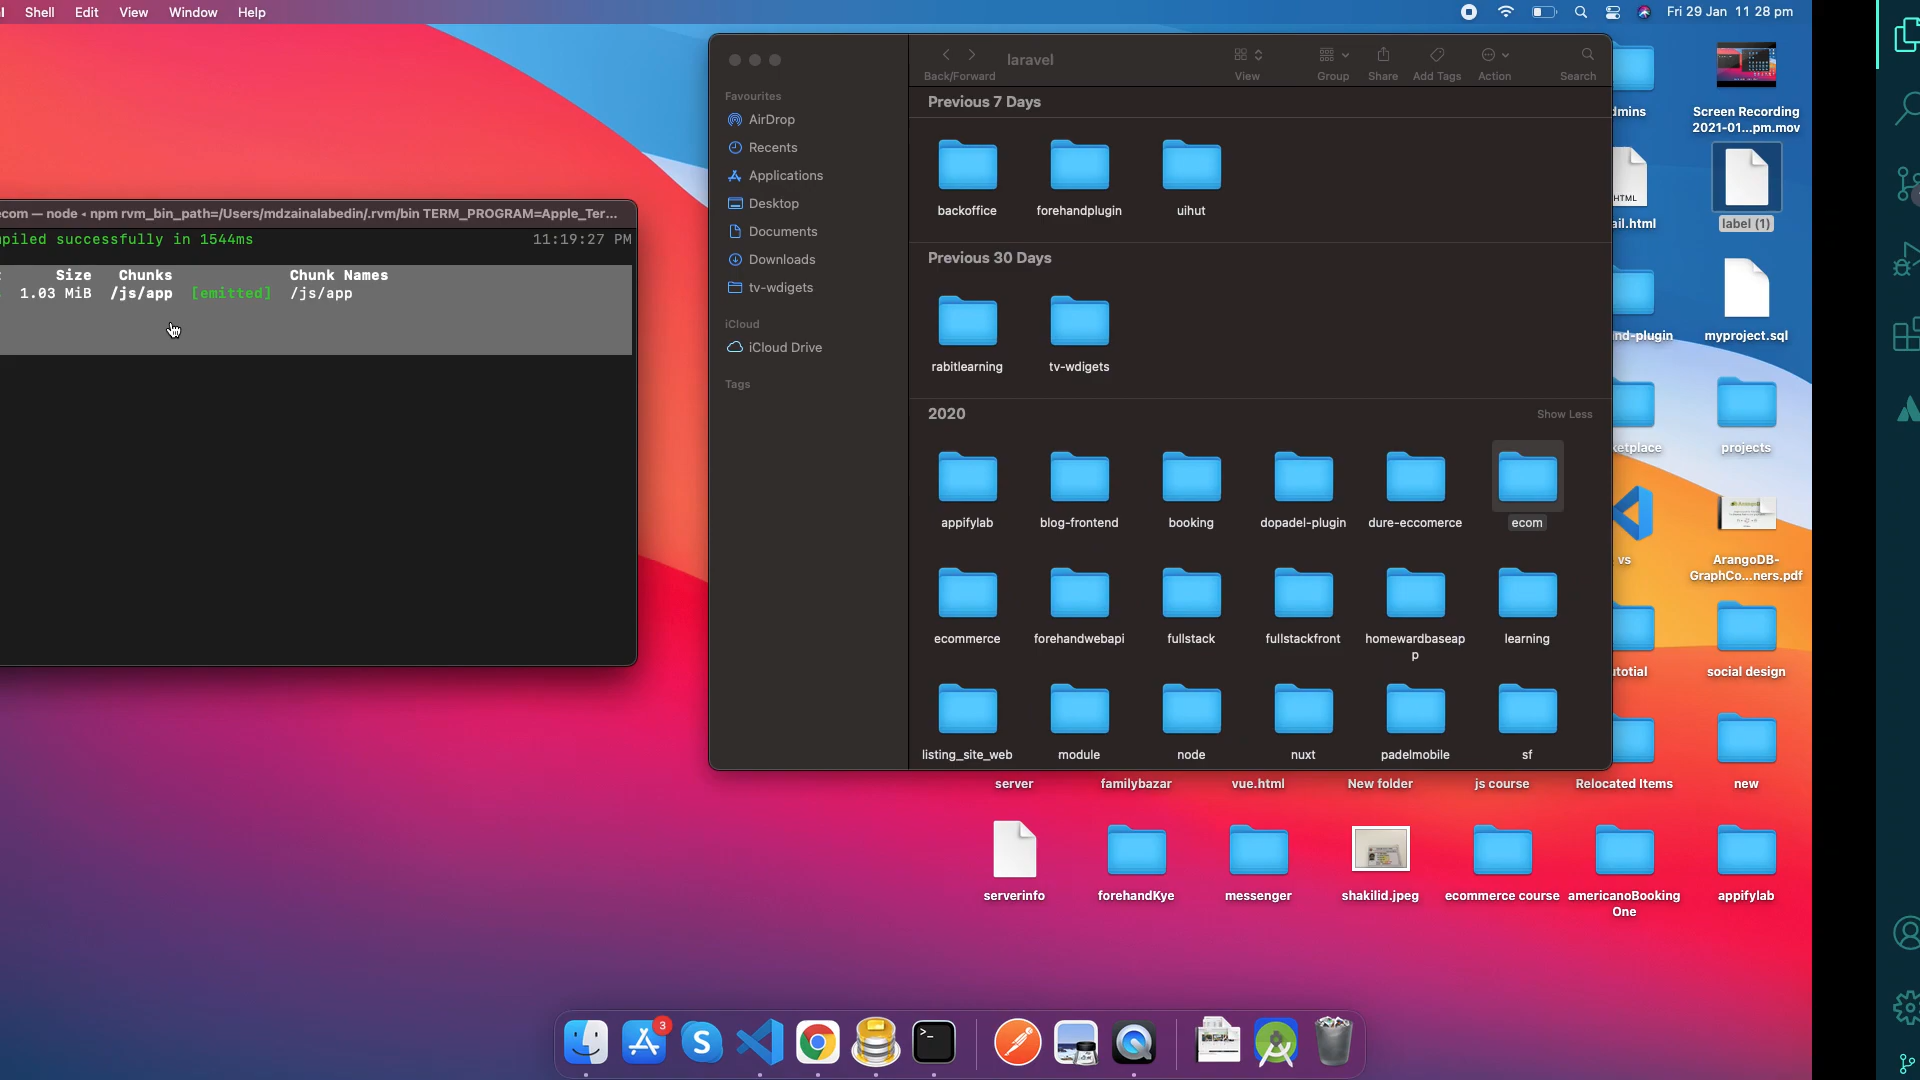 Shell Edit View Window Help
Fri 29 Jan 11 28 pm
laravel
Back/Forward
View
Group
Share
Add Tags
Action
Search
Favourites
AirDrop
Recents
Applications
Desktop
Documents
Downloads
tv-wdigets
iCloud
iCloud Drive
Tags
Previous 7 Days
backoffice
forehandplugin
uihut
Previous 30 Days
rabitlearning
tv-wdigets
2020
Show Less
appifylab
blog-frontend
booking
dopadel-plugin
dure-eccomerce
ecom
ecommerce
forehandwebapi
fullstack
fullstackfront
homewardbaseap
p
learning
listing_site_web
module
node
nuxt
padelmobile
sf
ecom — node ◂ npm rvm_bin_path=/Users/mdzainalabedin/.rvm/bin TERM_PROGRAM=Apple_Ter...
piled successfully in 1544ms
11:19:27 PM
Size Chunks Chunk Names
1.03 MiB /js/app [emitted] /js/app
dmins
Screen Recording
2021-01...pm.mov
HTML
ail.html
label (1)
nd-plugin
myproject.sql
ketplace
projects
vs
ArangoDB-
GraphCo...ners.pdf
utotial
social design
server
familybazar
vue.html
New folder
js course
Relocated Items
new
serverinfo
forehandKye
messenger
shakilid.jpeg
ecommerce course
americanoBooking
One
appifylab
3